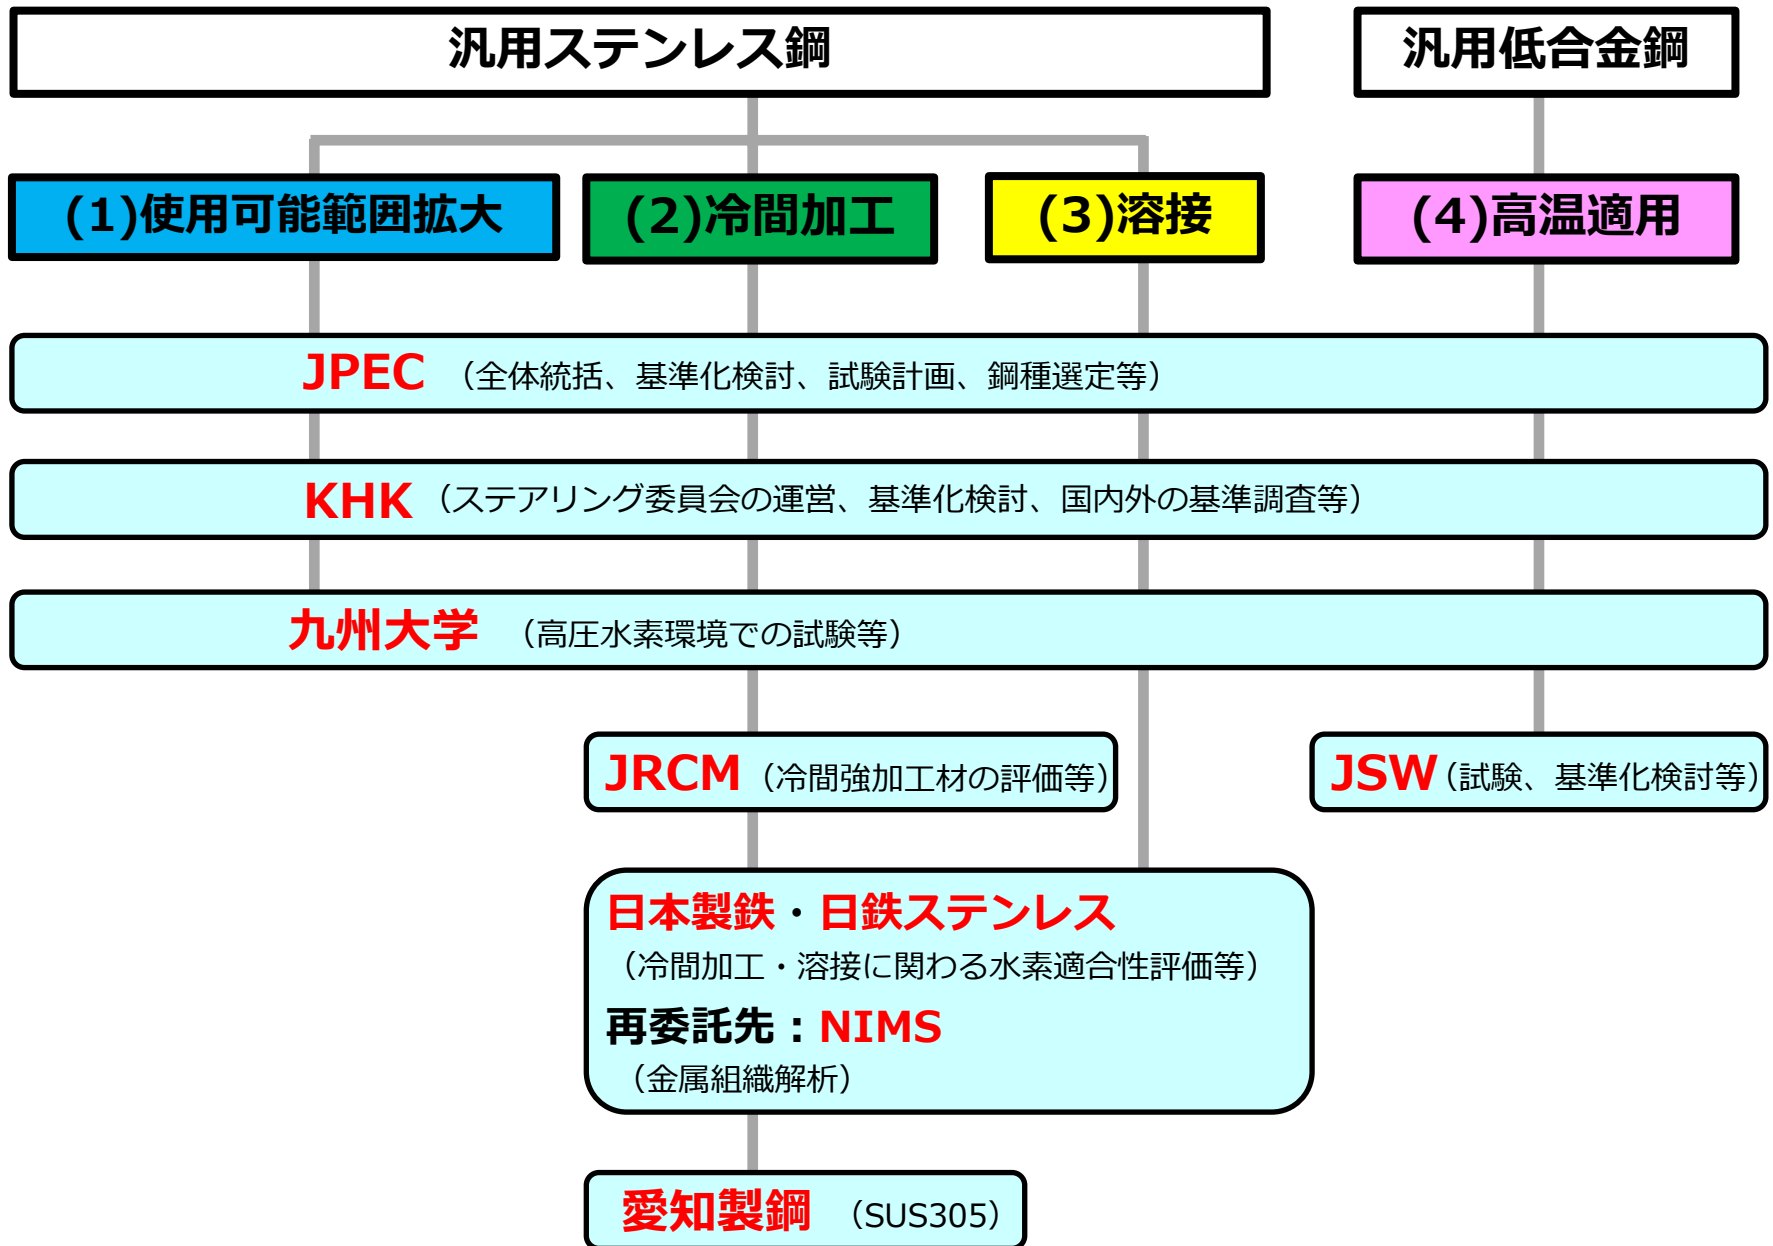 汎用ステンレス鋼
汎用低合金鋼
(1)使用可能範囲拡大
(2)冷間加工
(3)溶接
(4)高温適用
JPEC （全体統括、基準化検討、試験計画、鋼種選定等）
KHK （ステアリング委員会の運営、基準化検討、国内外の基準調査等）
九州大学 （高圧水素環境での試験等）
JRCM （冷間強加工材の評価等）
JSW （試験、基準化検討等）
日本製鉄・日鉄ステンレス
（冷間加工・溶接に関わる水素適合性評価等）
再委託先：NIMS
（金属組織解析）
愛知製鋼 （SUS305）